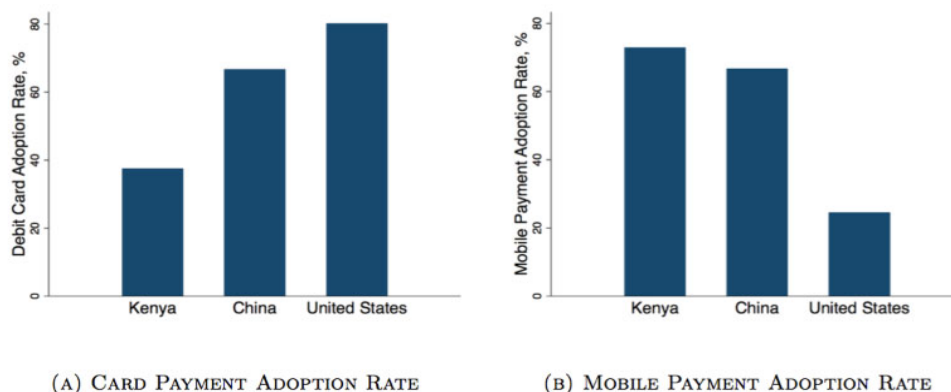 Debit Card Adoption Rate, %
80
60
40
20
0
Kenya China United States
(A) CARD PAYMENT ADOPTION RATE
Mobile Payment Adoption Rate, %
80
60
40
20
0
Kenya China United States
(B) MOBILE PAYMENT ADOPTION RATE